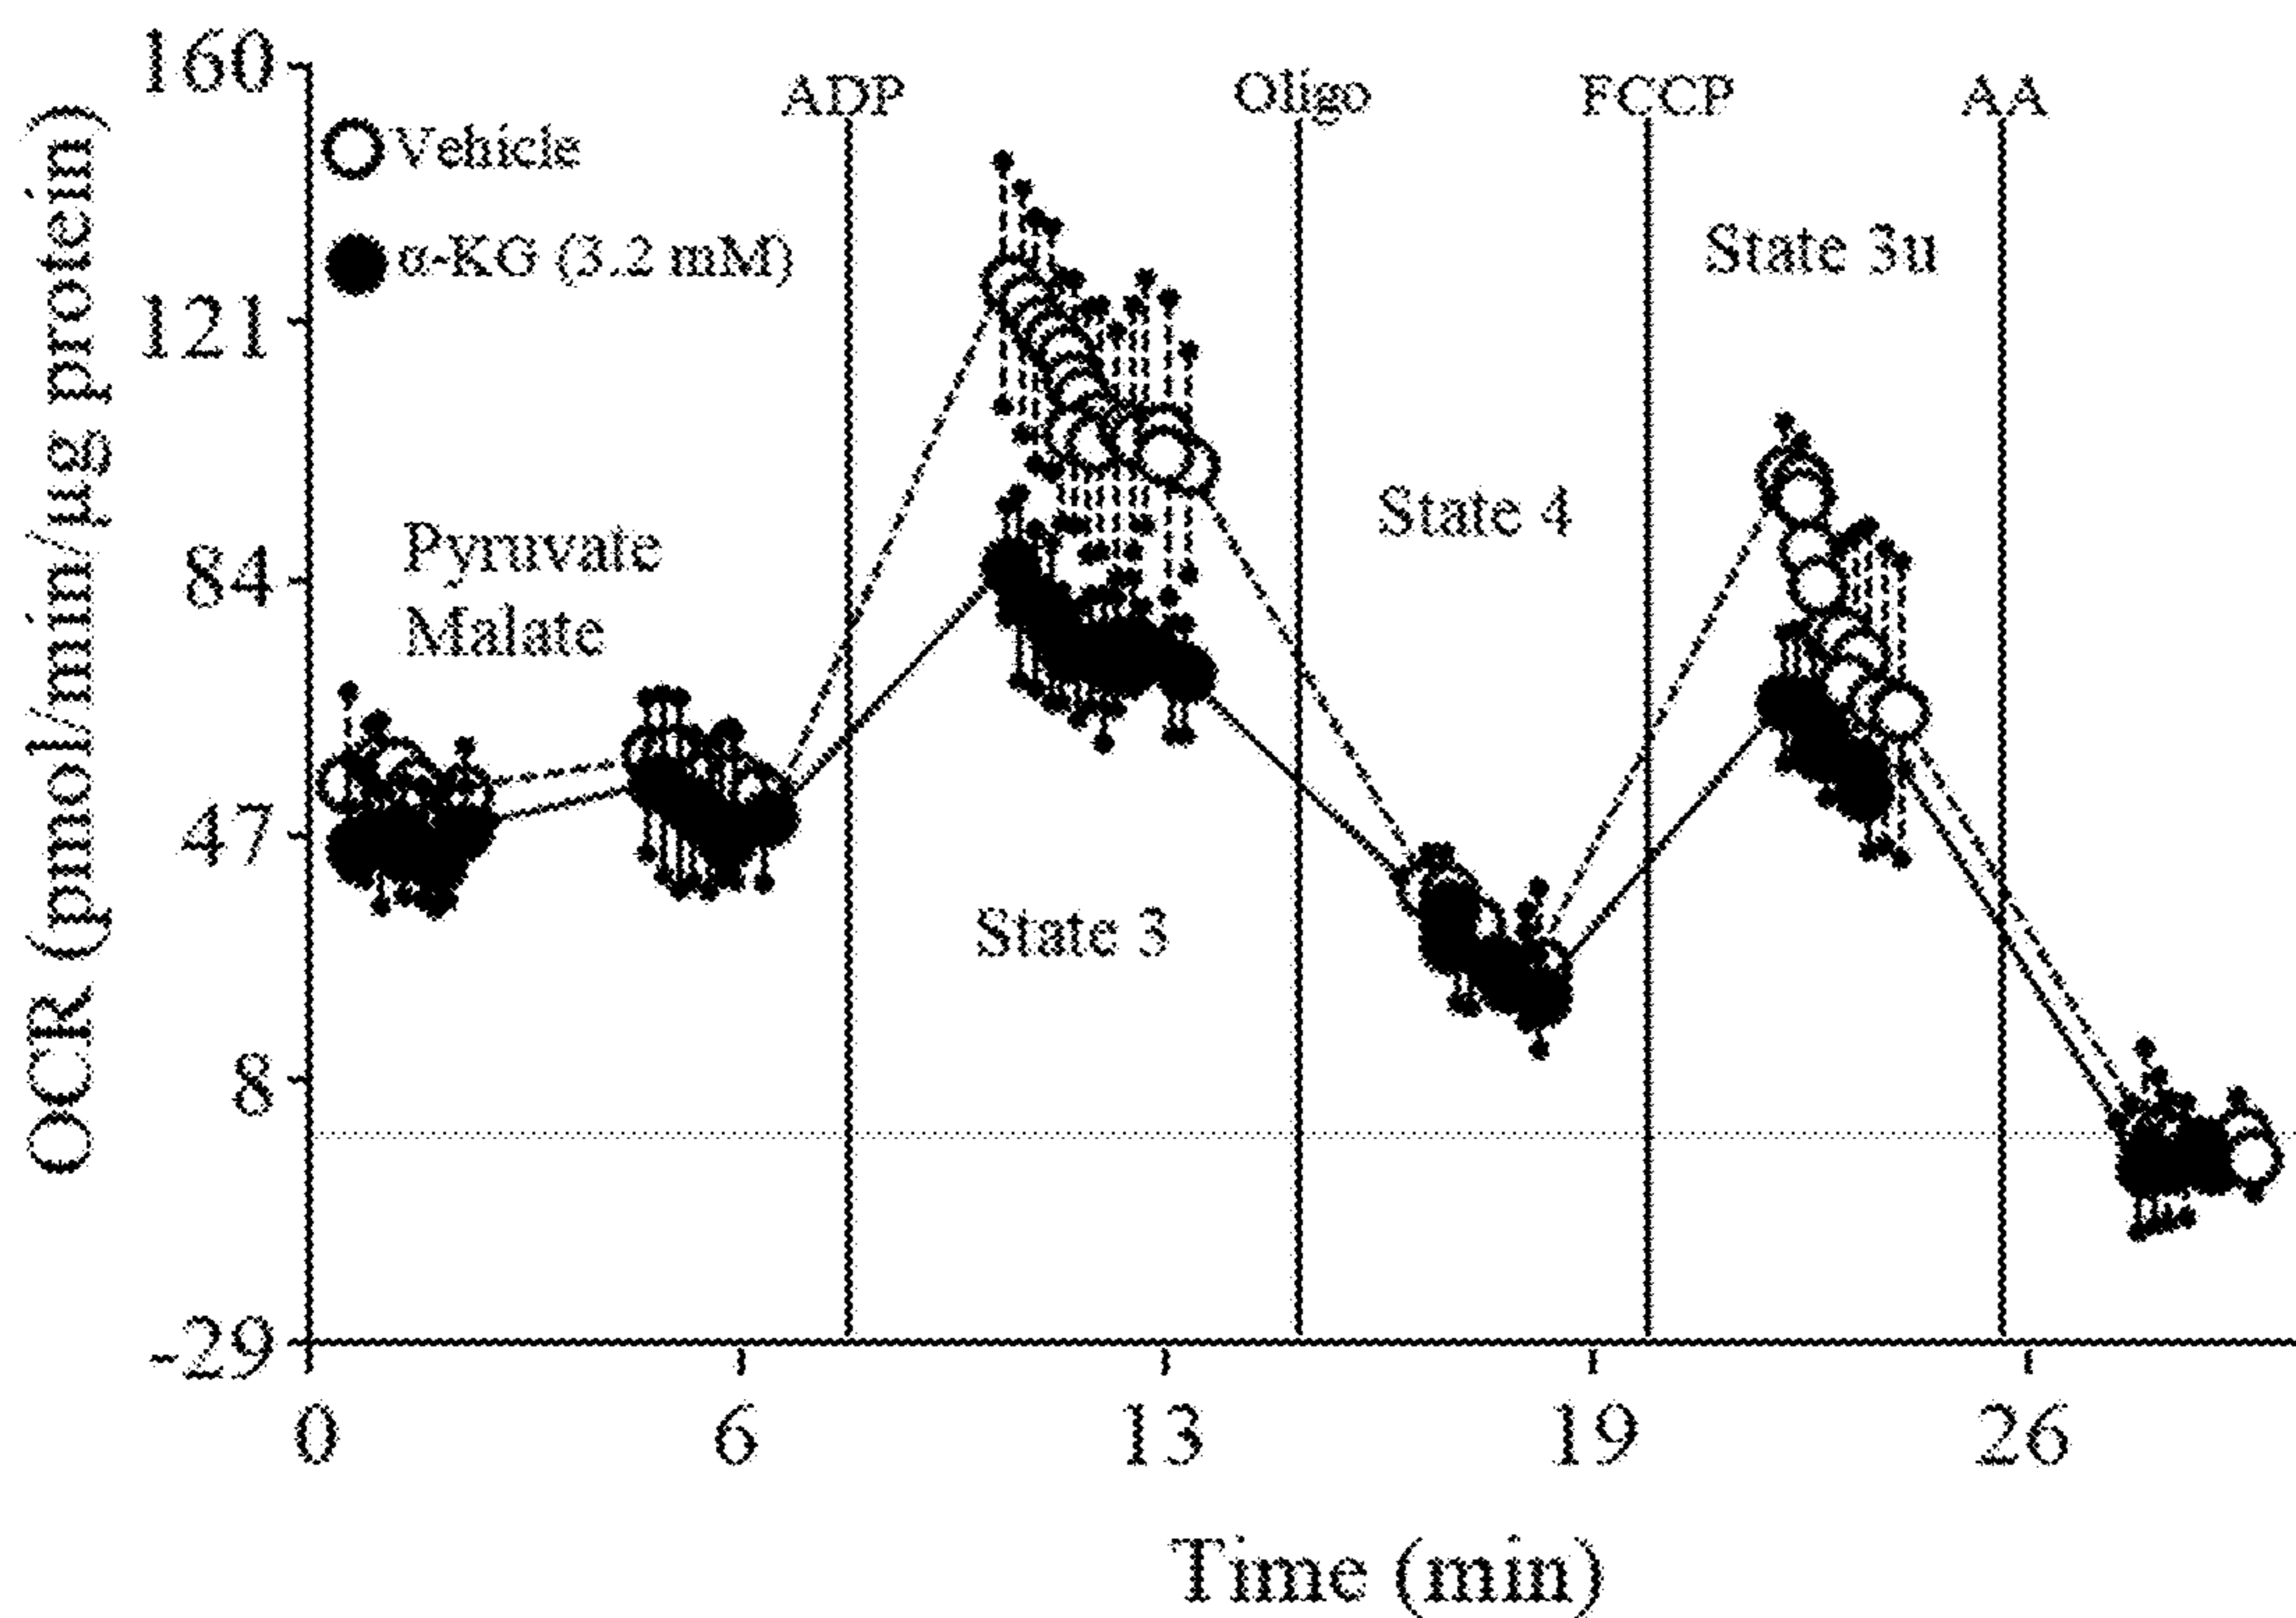 OCR (pmol/min/µg protein)
160
121
84
47
8
-29
Vehicle
α-KG (3.2 mM)
ADP
Oligo
FCCP
AA
Pyruvate
Malate
State 3
State 4
State 3u
0
6
13
19
26
Time (min)